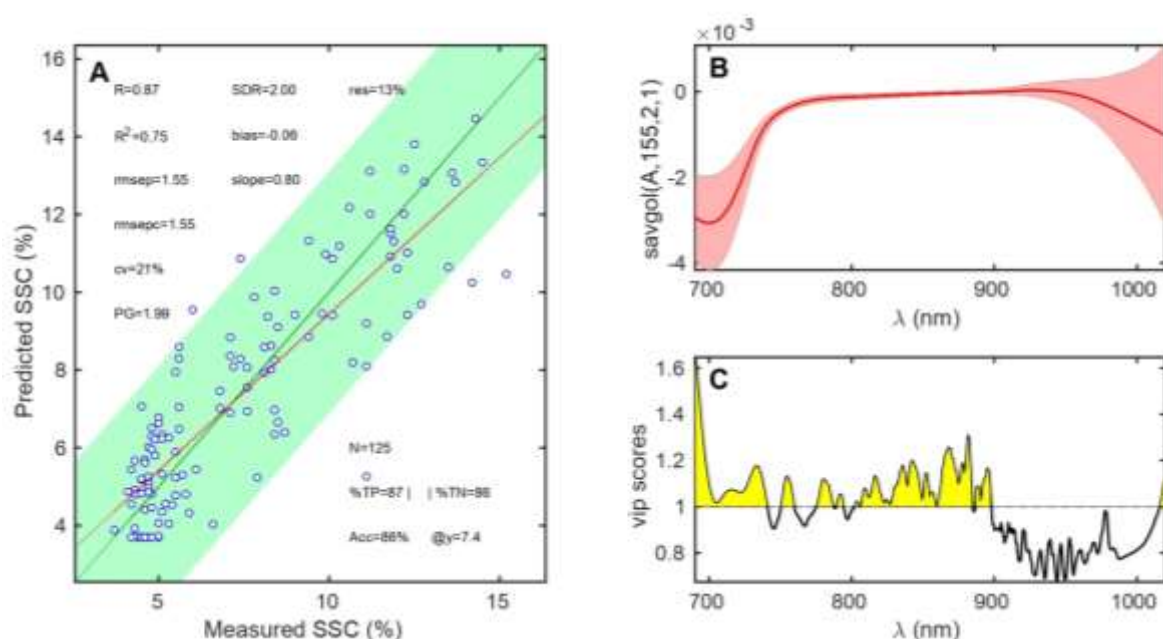 A
R=0.87 SDR=2.00 res=13%
R²=0.75 bias=-0.06
rmsep=1.55 slope=0.80
rmsepc=1.55
cv=21%
PG=1.99
N=125
%TP=87 | | %TN=86
Acc=86% @y=7.4
16
14
12
10
8
6
4
Predicted SSC (%)
5 10 15
Measured SSC (%)
×10⁻³
B
0
-2
-4
savgol(A,155,2,1)
700 800 900 1000
λ (nm)
C
1.6
1.4
1.2
1
0.8
vip scores
700 800 900 1000
λ (nm)